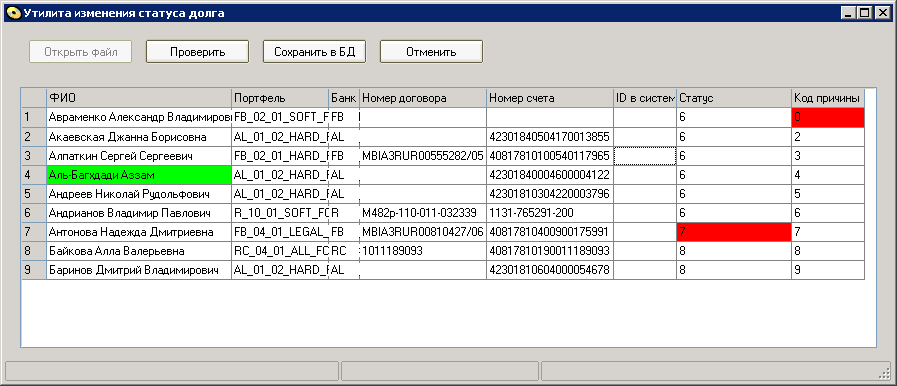 Утилита изменения статуса долга
Открыть файл Проверить Сохранить в БД Отменить
ФИО Портфель Банк Номер договора Номер счета ID в систем Статус Код причины
1 Авраменко Александр Владимирови FB_02_01_SOFT_F FB 6 0
2 Акаевская Джанна Борисовна AL_01_02_HARD_F AL 42301840504170013855 6 2
3 Алпаткин Сергей Сергеевич FB_02_01_HARD_F FB MBIA3RUR00555282/05 40817810100540117965 6 3
4 Аль-Багхдади Аззам AL_01_02_HARD_F AL 42301840004600004122 6 4
5 Андреев Николай Рудольфович AL_01_02_HARD_F AL 42301810304220003796 6 5
6 Андрианов Владимир Павлович R_10_01_SOFT_FC R М482р-110-011-032339 1131-765291-200 6 6
7 Антонова Надежда Дмитриевна FB_04_01_LEGAL_ FB MBIA3RUR00810427/06 40817810400900175991 7 7
8 Байкова Алла Валерьевна RC_04_01_ALL_FC RC 1011189093 40817810190011189093 8 8
9 Баринов Дмитрий Владимирович AL_01_02_HARD_F AL 42301810604000054678 8 9